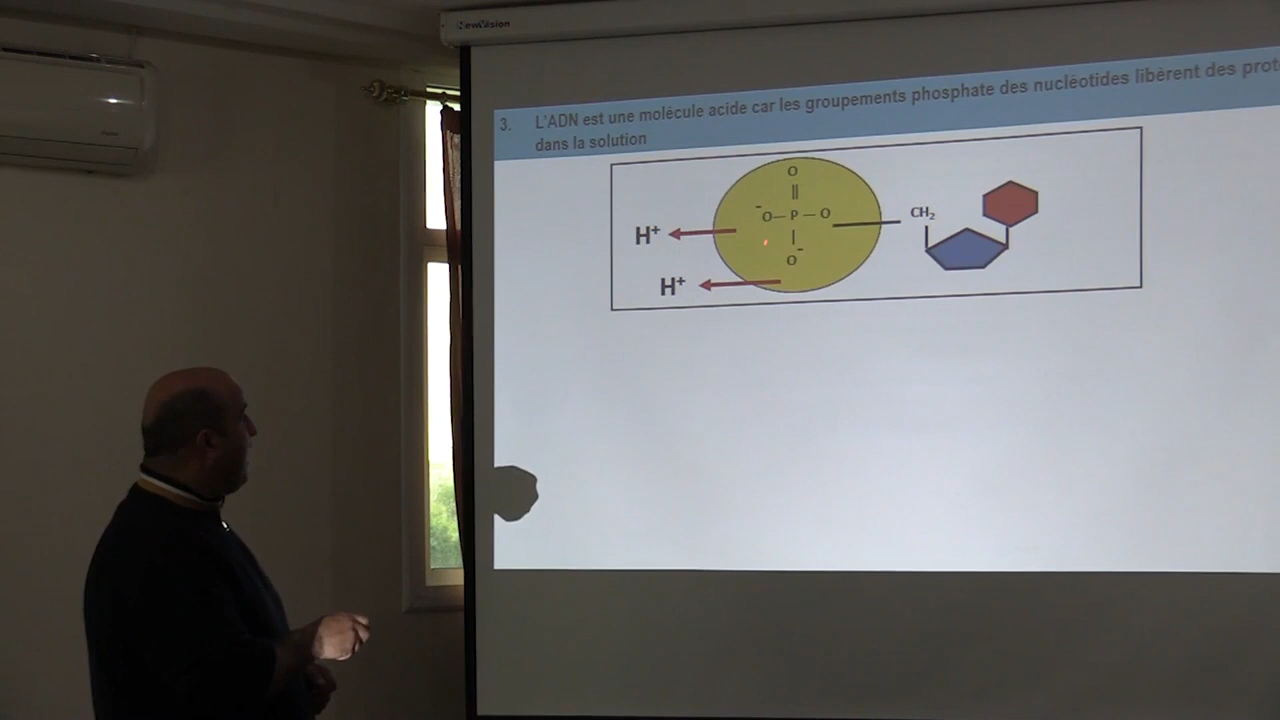 NewVision
3. L'ADN est une molécule acide car les groupements phosphate des nucléotides libèrent des prot
dans la solution
O
-O—P—O
O-
H+
H+
CH2